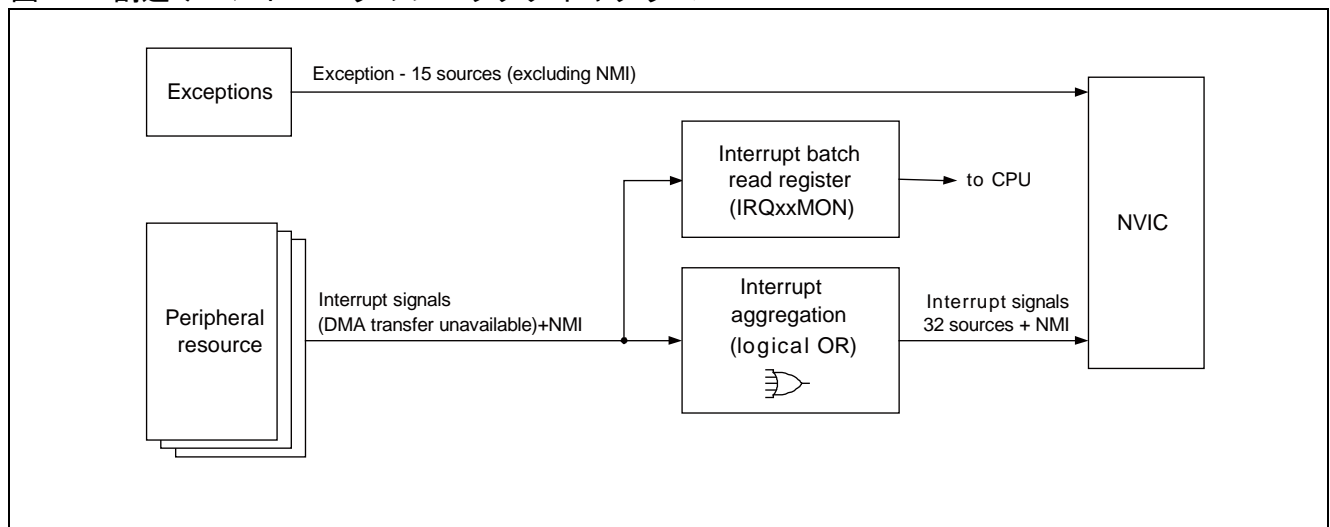 Exceptions
Exception - 15 sources (excluding NMI)
Interrupt batch
read register
(IRQxxMON)
to CPU
NVIC
Peripheral
resource
Interrupt signals
(DMA transfer unavailable)+NMI
Interrupt
aggregation
(logical OR)
Interrupt signals
32 sources + NMI